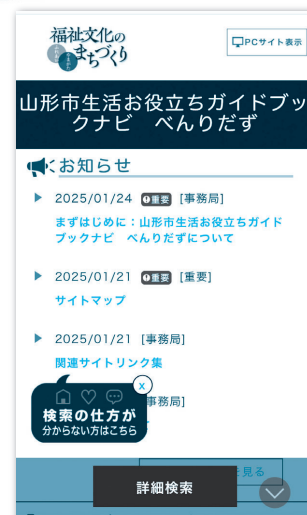 福祉文化の
まちづくり
PCサイト表示
山形市生活お役立ちガイドブッ
クナビ　べんりだず
お知らせ
2025/01/24 重要 [事務局]
まずはじめに：山形市生活お役立ちガイド
ブックナビ　べんりだずについて
2025/01/21 重要 [重要]
サイトマップ
2025/01/21 [事務局]
関連サイトリンク集
x
事務局]
検索の仕方が
分からない方はこちら
見る
詳細検索